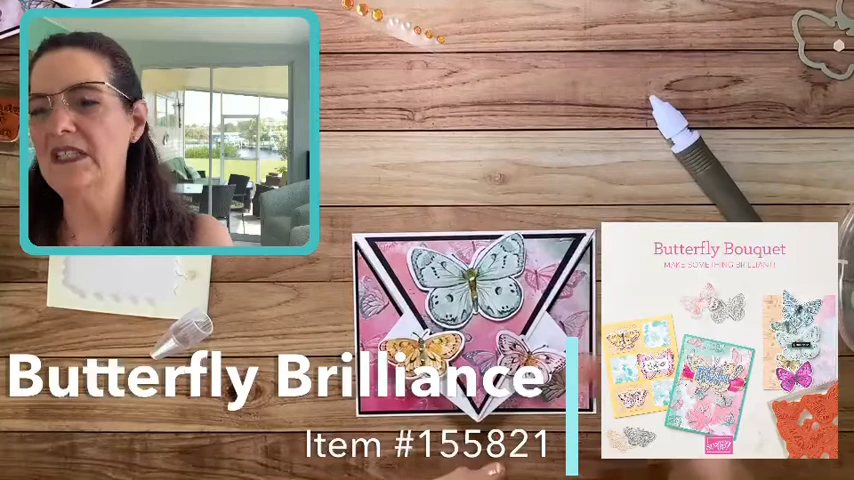 Butterfly Bouquet
MAKE SOMETHING BRILLIANT!
Butterfly Brilliance
Item #155821